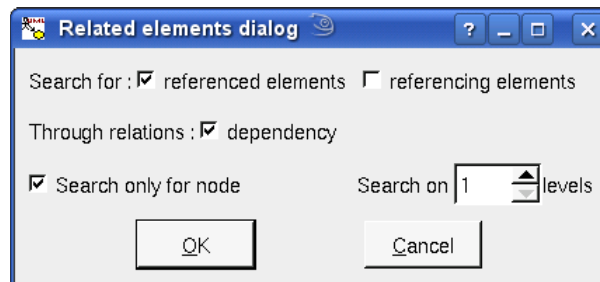 UML Related elements dialog ?
Search for : referenced elements referencing elements
Through relations : dependency
Search only for node Search on 1 levels
OK Cancel